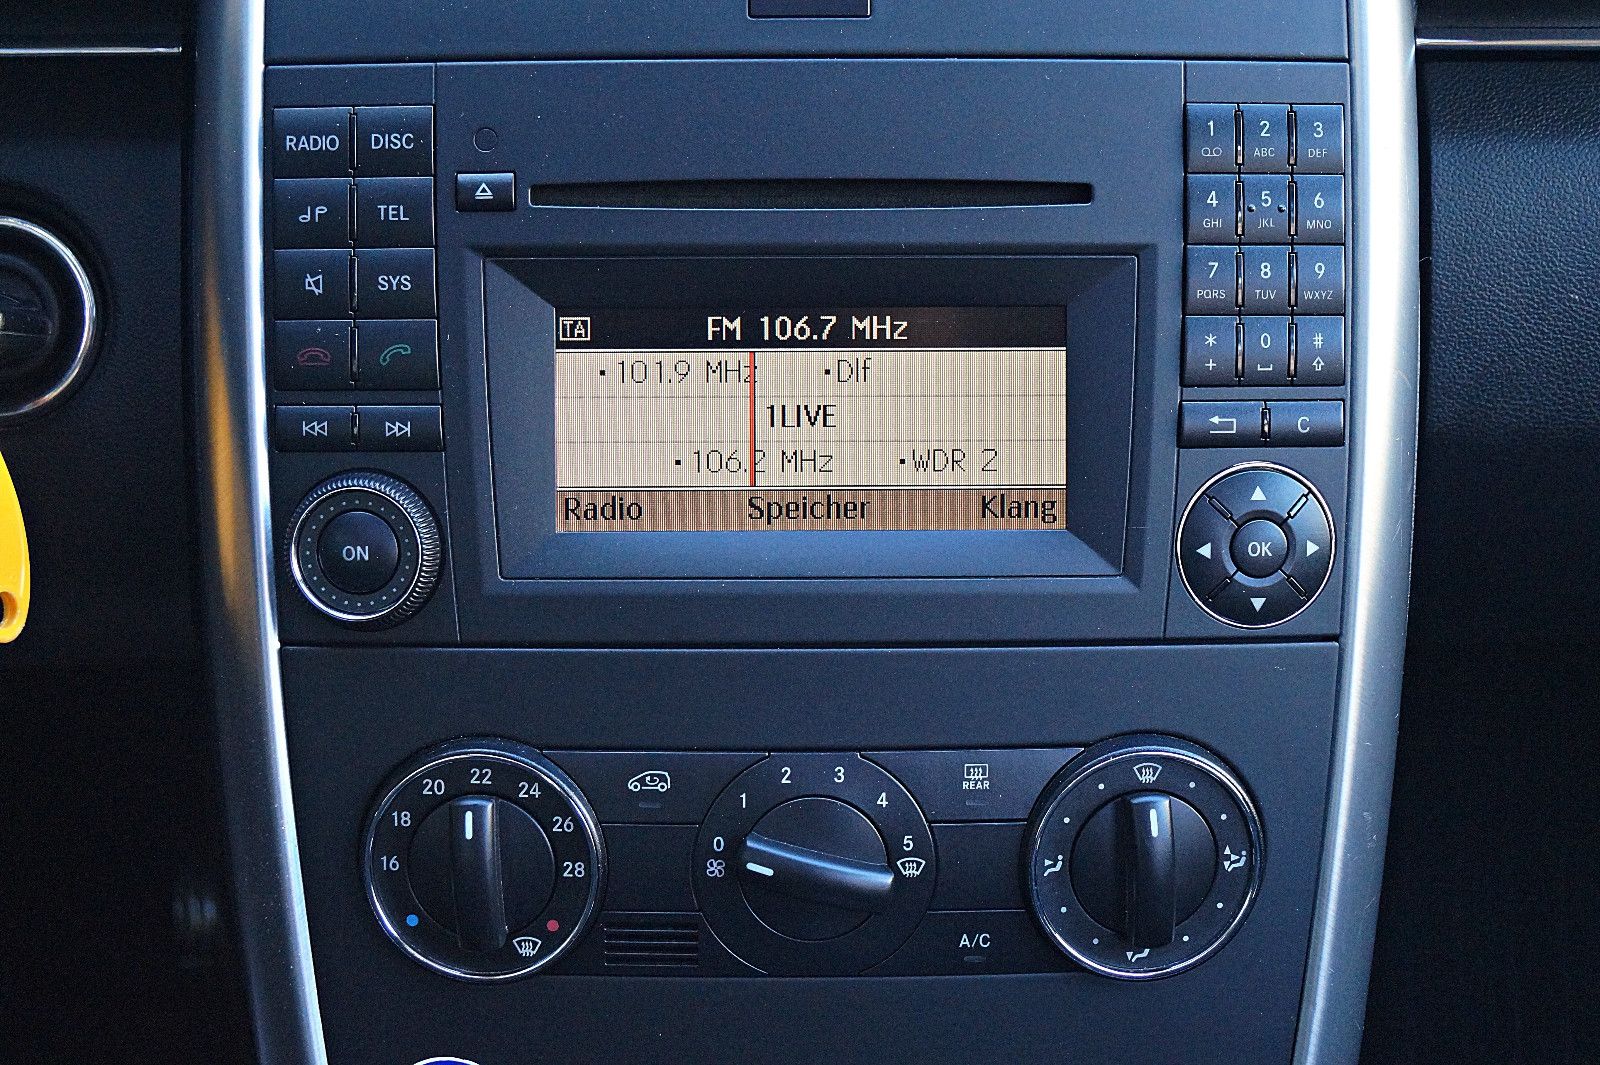 RADIO DISC
TEL
SYS
ON
TA FM 106.7 MHz
101.9 MHz Dlf
1LIVE
106.2 MHz WDR 2
Radio Speicher Klang
1 2 3
ABC DEF
4 5 6
GHI JKL MNO
7 8 9
PQRS TUV WXYZ
* 0 #
+
C
OK
16 18 20 22 24 26 28
0 1 2 3 4 5
REAR
A/C